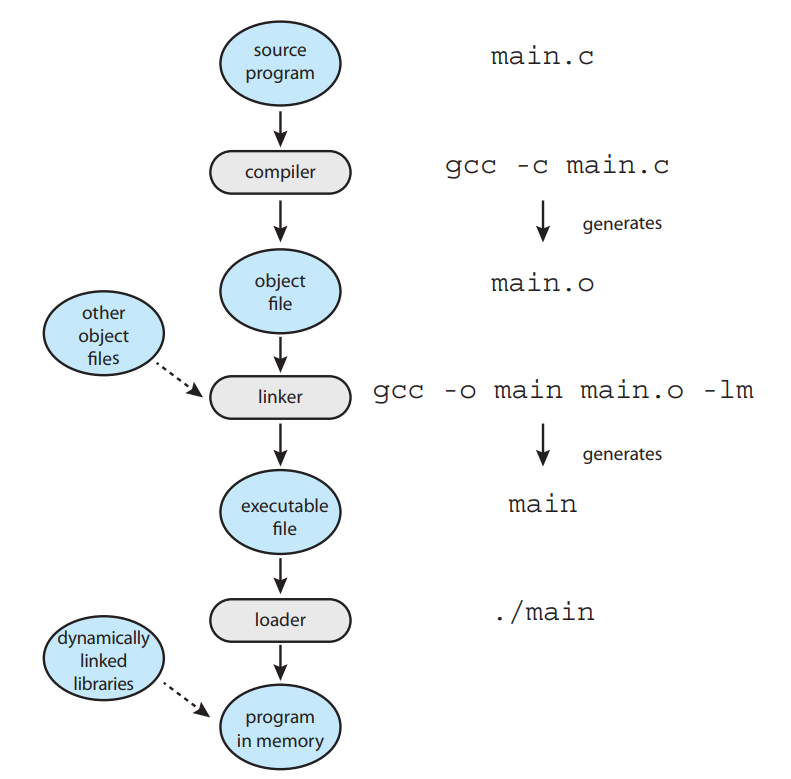 source
program
main.c
compiler
gcc -c main.c
generates
object
file
main.o
other
object
files
linker
gcc -o main main.o -lm
generates
executable
file
main
loader
./main
dynamically
linked
libraries
program
in memory